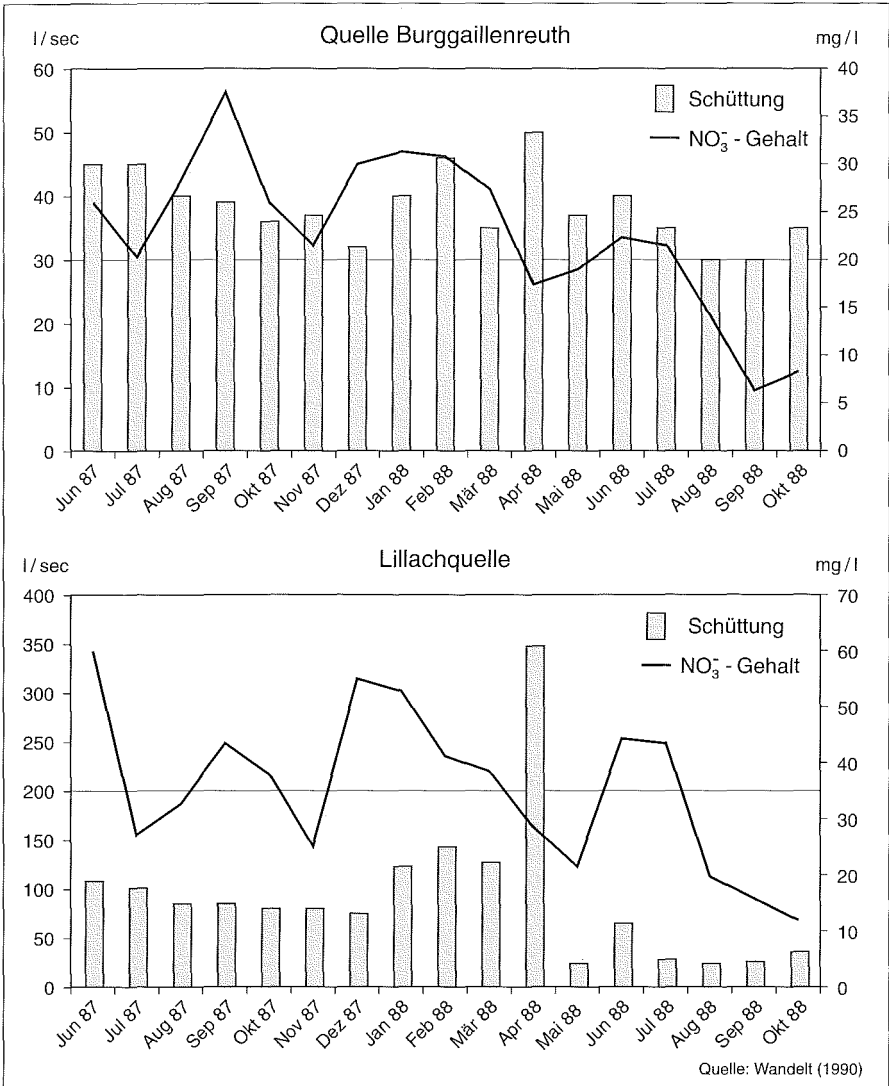 Quelle Burggaillenreuth
l / sec
mg / l
60
50
40
30
20
10
0
40
35
30
25
20
15
10
5
0
Schüttung
NO₃⁻ - Gehalt
Jun 87
Jul 87
Aug 87
Sep 87
Okt 87
Nov 87
Dez 87
Jan 88
Feb 88
Mär 88
Apr 88
Mai 88
Jun 88
Jul 88
Aug 88
Sep 88
Okt 88
Lillachquelle
l / sec
mg / l
400
350
300
250
200
150
100
50
0
70
60
50
40
30
20
10
0
Schüttung
NO₃⁻ - Gehalt
Jun 87
Jul 87
Aug 87
Sep 87
Okt 87
Nov 87
Dez 87
Jan 88
Feb 88
Mär 88
Apr 88
Mai 88
Jun 88
Jul 88
Aug 88
Sep 88
Okt 88
Quelle: Wandelt (1990)